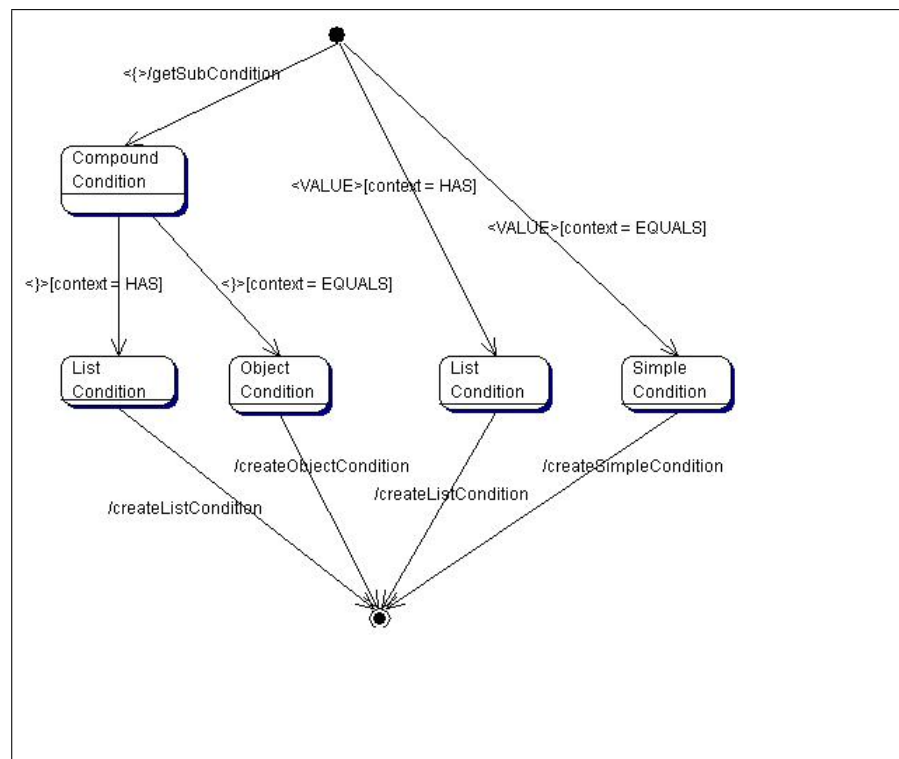 <{>/getSubCondition
Compound
Condition
<VALUE>[context = HAS]
<VALUE>[context = EQUALS]
<}>[context = HAS]
<}>[context = EQUALS]
List
Condition
Object
Condition
List
Condition
Simple
Condition
/createObjectCondition
/createSimpleCondition
/createListCondition
/createListCondition